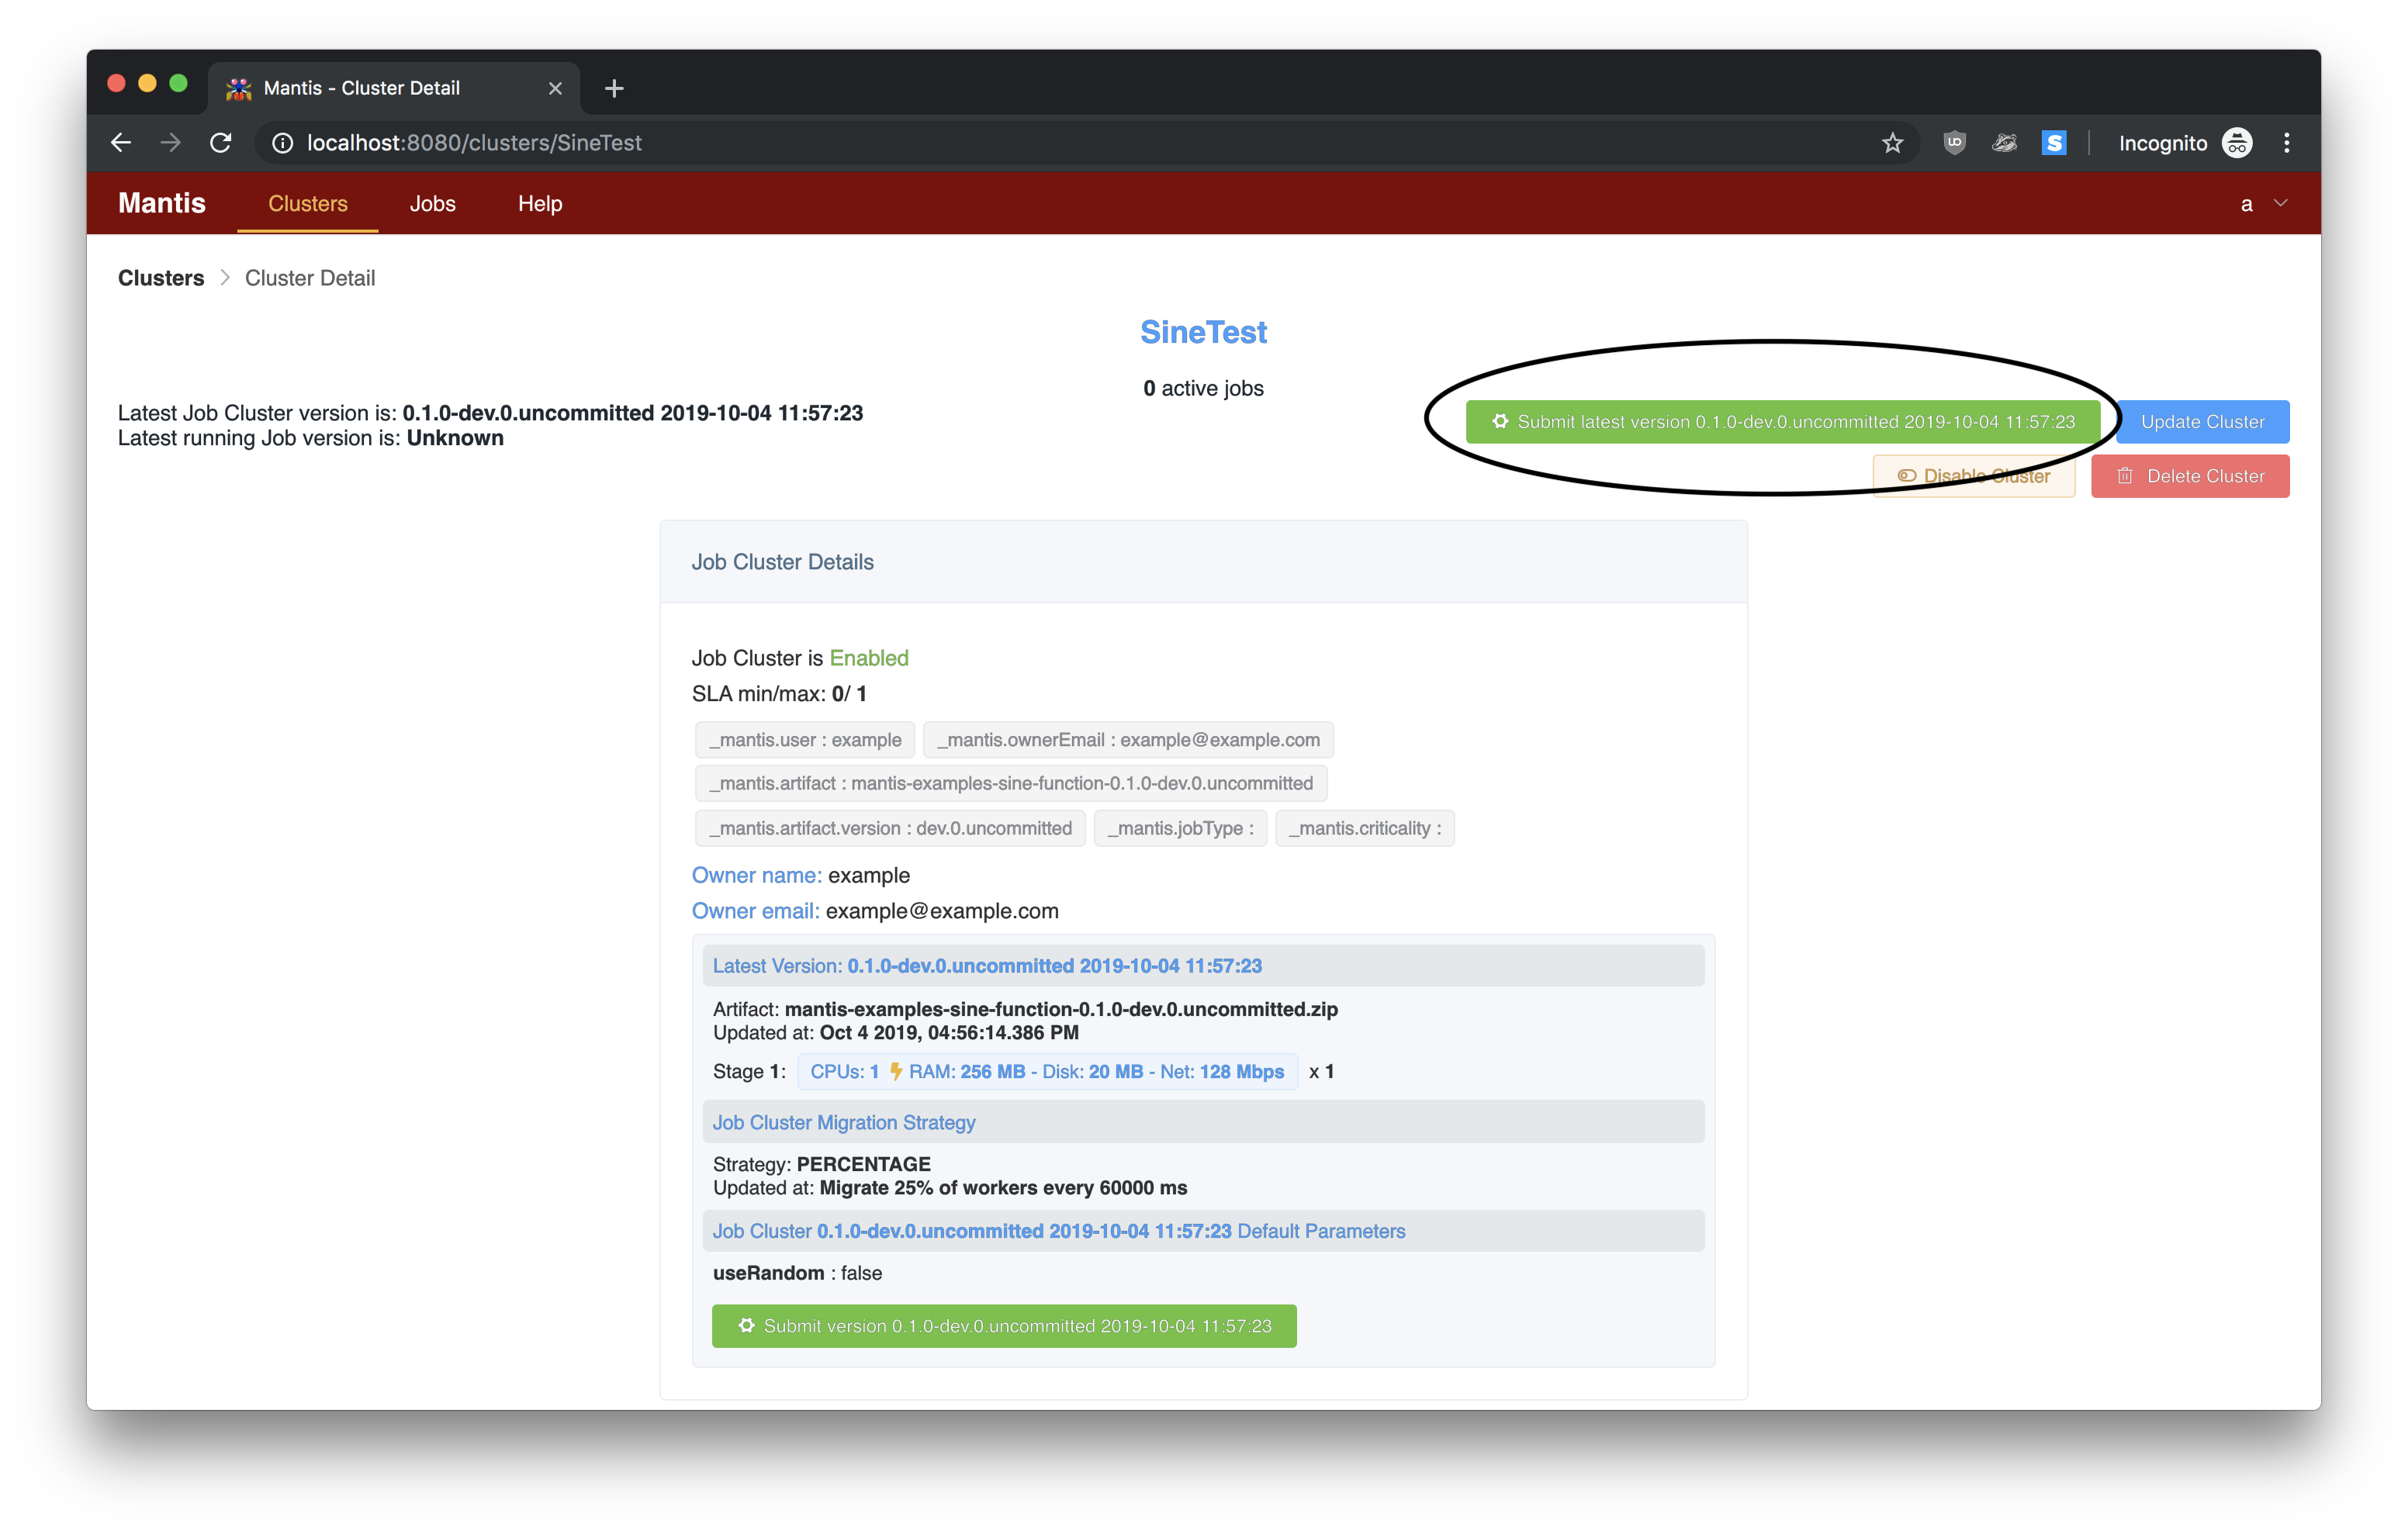 Mantis - Cluster Detail
localhost:8080/clusters/SineTest
S
Incognito
Mantis Clusters Jobs Help a
Clusters Cluster Detail
SineTest
0 active jobs
Latest Job Cluster version is: 0.1.0-dev.0.uncommitted 2019-10-04 11:57:23
Latest running Job version is: Unknown
Submit latest version 0.1.0-dev.0.uncommitted 2019-10-04 11:57:23
Update Cluster
Disable Cluster
Delete Cluster
Job Cluster Details
Job Cluster is Enabled
SLA min/max: 0/ 1
_mantis.user : example _mantis.ownerEmail : example@example.com
_mantis.artifact : mantis-examples-sine-function-0.1.0-dev.0.uncommitted
_mantis.artifact.version : dev.0.uncommitted _mantis.jobType : _mantis.criticality :
Owner name: example
Owner email: example@example.com
Latest Version: 0.1.0-dev.0.uncommitted 2019-10-04 11:57:23
Artifact: mantis-examples-sine-function-0.1.0-dev.0.uncommitted.zip
Updated at: Oct 4 2019, 04:56:14.386 PM
Stage 1: CPUs: 1 RAM: 256 MB - Disk: 20 MB - Net: 128 Mbps x 1
Job Cluster Migration Strategy
Strategy: PERCENTAGE
Updated at: Migrate 25% of workers every 60000 ms
Job Cluster 0.1.0-dev.0.uncommitted 2019-10-04 11:57:23 Default Parameters
useRandom : false
Submit version 0.1.0-dev.0.uncommitted 2019-10-04 11:57:23